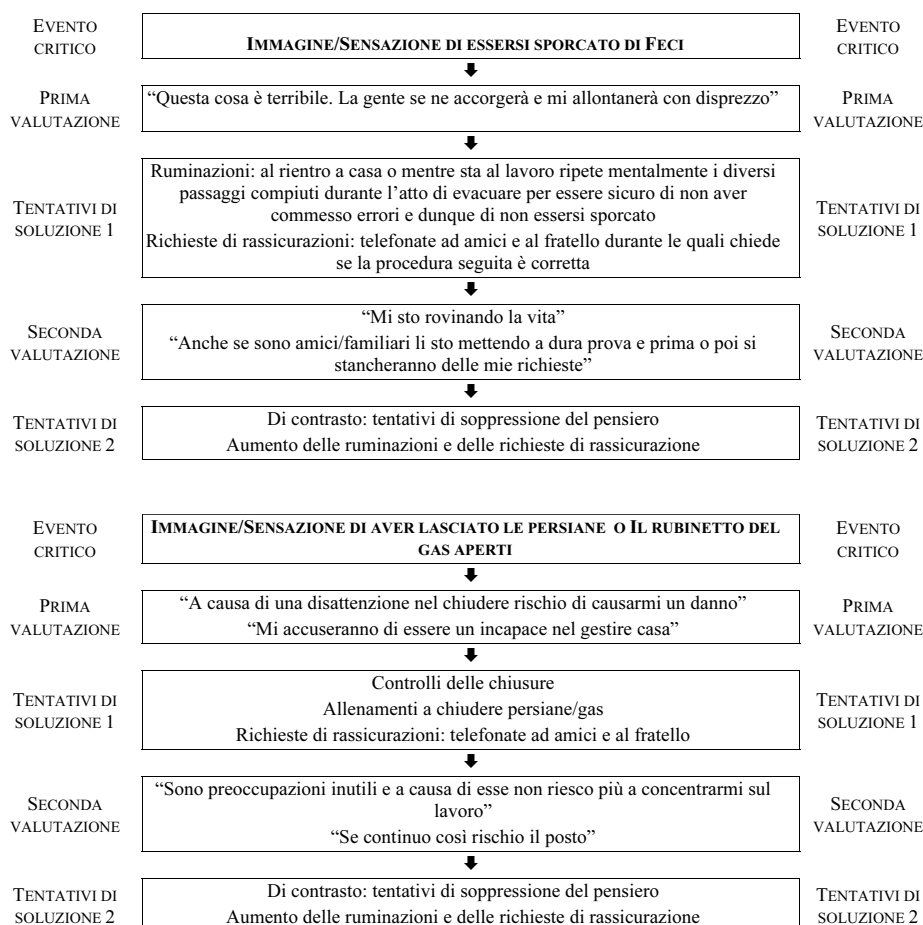 EVENTO
CRITICO
IMMAGINE/SENSAZIONE DI ESSERSI SPORCATO DI FECI
EVENTO
CRITICO
PRIMA
VALUTAZIONE
“Questa cosa è terribile. La gente se ne accorgerà e mi allontanerà con disprezzo”
PRIMA
VALUTAZIONE
TENTATIVI DI
SOLUZIONE 1
Ruminazioni: al rientro a casa o mentre sta al lavoro ripete mentalmente i diversi
passaggi compiuti durante l’atto di evacuare per essere sicuro di non aver
commesso errori e dunque di non essersi sporcato
Richieste di rassicurazioni: telefonate ad amici e al fratello durante le quali chiede
se la procedura seguita è corretta
TENTATIVI DI
SOLUZIONE 1
SECONDA
VALUTAZIONE
“Mi sto rovinando la vita”
“Anche se sono amici/familiari li sto mettendo a dura prova e prima o poi si
stancheranno delle mie richieste”
SECONDA
VALUTAZIONE
TENTATIVI DI
SOLUZIONE 2
Di contrasto: tentativi di soppressione del pensiero
Aumento delle ruminazioni e delle richieste di rassicurazione
TENTATIVI DI
SOLUZIONE 2
EVENTO
CRITICO
IMMAGINE/SENSAZIONE DI AVER LASCIATO LE PERSIANE O IL RUBINETTO DEL
GAS APERTI
EVENTO
CRITICO
PRIMA
VALUTAZIONE
“A causa di una disattenzione nel chiudere rischio di causarmi un danno”
“Mi accuseranno di essere un incapace nel gestire casa”
PRIMA
VALUTAZIONE
TENTATIVI DI
SOLUZIONE 1
Controlli delle chiusure
Allenamenti a chiudere persiane/gas
Richieste di rassicurazioni: telefonate ad amici e al fratello
TENTATIVI DI
SOLUZIONE 1
SECONDA
VALUTAZIONE
“Sono preoccupazioni inutili e a causa di esse non riesco più a concentrarmi sul
lavoro”
“Se continuo così rischio il posto”
SECONDA
VALUTAZIONE
TENTATIVI DI
SOLUZIONE 2
Di contrasto: tentativi di soppressione del pensiero
Aumento delle ruminazioni e delle richieste di rassicurazione
TENTATIVI DI
SOLUZIONE 2